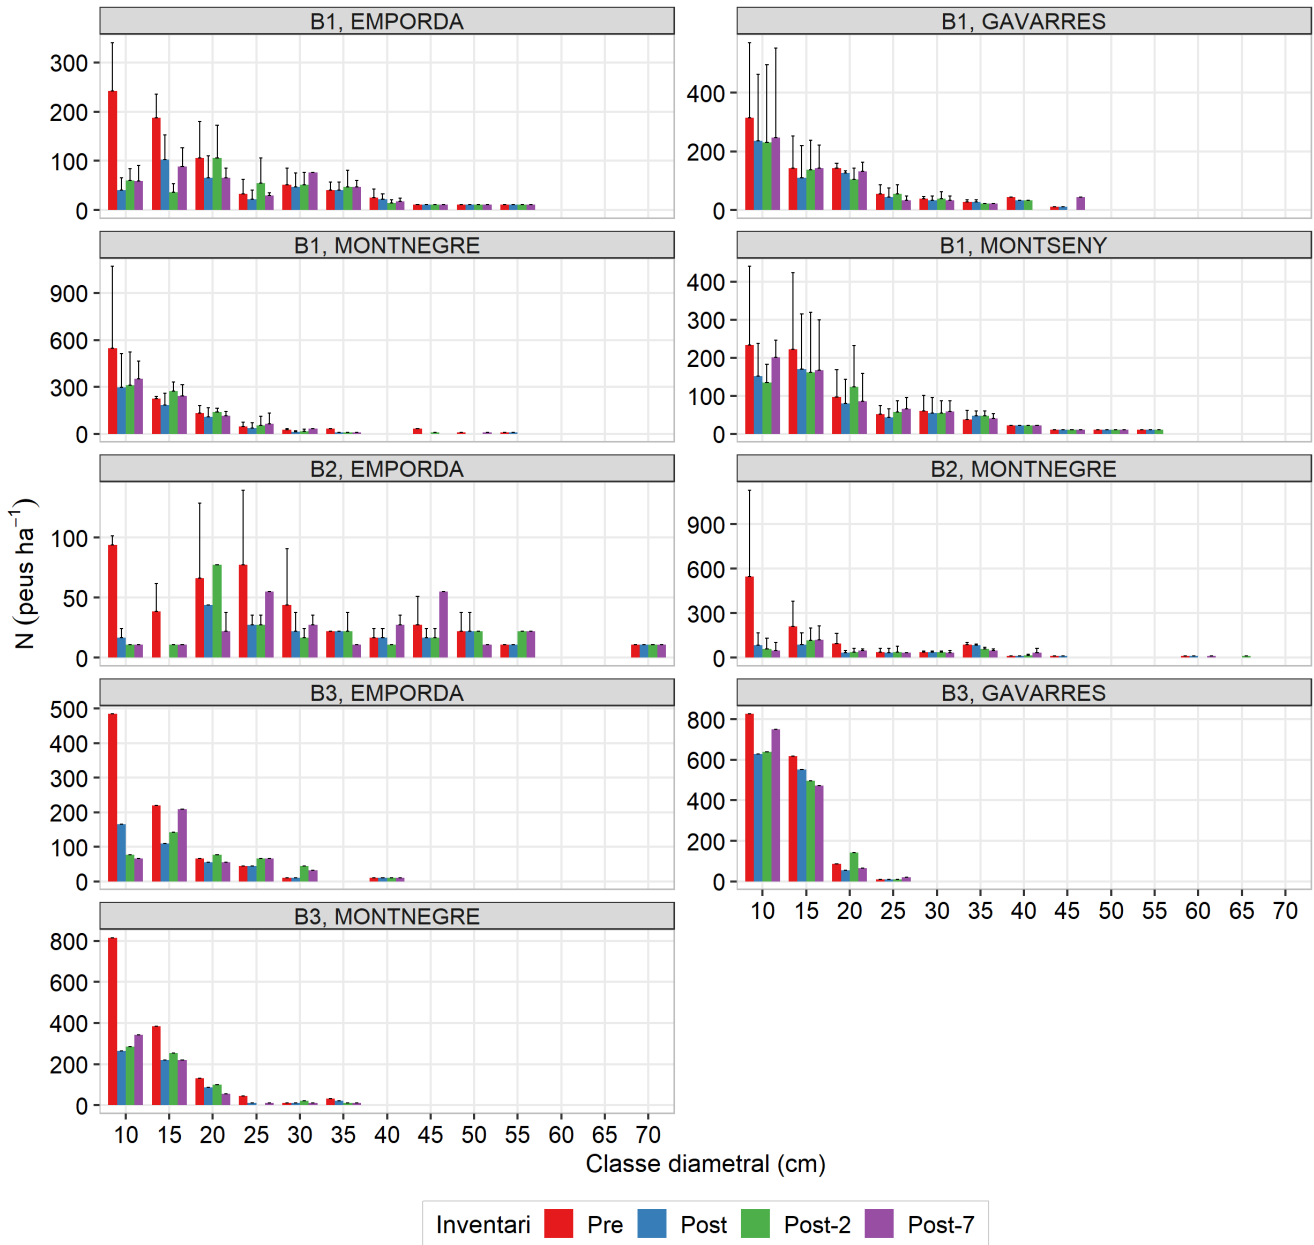 B1, EMPORDA
B1, GAVARRES
300
200
100
0
400
200
0
B1, MONTNEGRE
B1, MONTSENY
900
600
300
0
400
300
200
100
0
B2, EMPORDA
B2, MONTNEGRE
100
50
0
900
600
300
0
N (peus ha⁻¹)
B3, EMPORDA
B3, GAVARRES
500
400
300
200
100
0
800
600
400
200
0
10 15 20 25 30 35 40 45 50 55 60 65 70
B3, MONTNEGRE
800
600
400
200
0
10 15 20 25 30 35 40 45 50 55 60 65 70
Classe diametral (cm)
Inventari Pre Post Post-2 Post-7